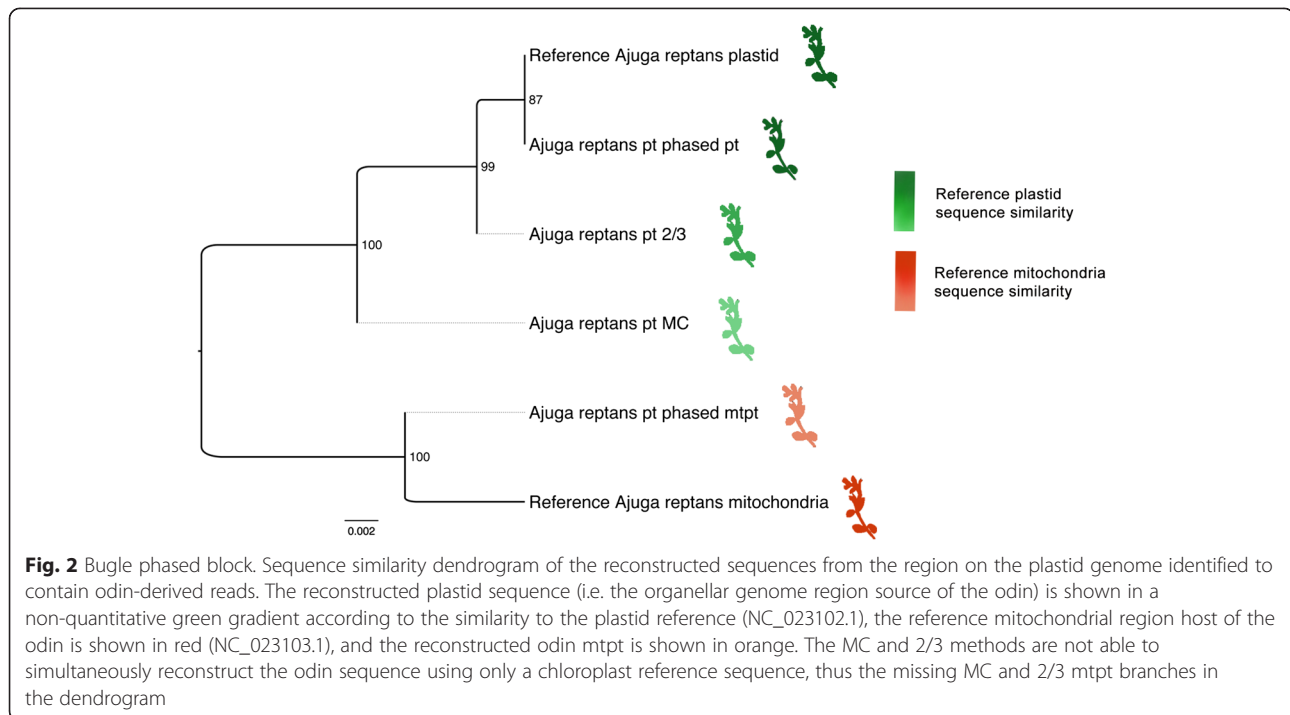 Reference Ajuga reptans plastid
87
Ajuga reptans pt phased pt
99
Reference plastid
sequence similarity
Ajuga reptans pt 2/3
100
Reference mitochondria
sequence similarity
Ajuga reptans pt MC
Ajuga reptans pt phased mtpt
100
Reference Ajuga reptans mitochondria
0.002
Fig. 2 Bugle phased block. Sequence similarity dendrogram of the reconstructed sequences from the region on the plastid genome identified to
contain odin-derived reads. The reconstructed plastid sequence (i.e. the organellar genome region source of the odin) is shown in a
non-quantitative green gradient according to the similarity to the plastid reference (NC_023102.1), the reference mitochondrial region host of the
odin is shown in red (NC_023103.1), and the reconstructed odin mtpt is shown in orange. The MC and 2/3 methods are not able to
simultaneously reconstruct the odin sequence using only a chloroplast reference sequence, thus the missing MC and 2/3 mtpt branches in
the dendrogram